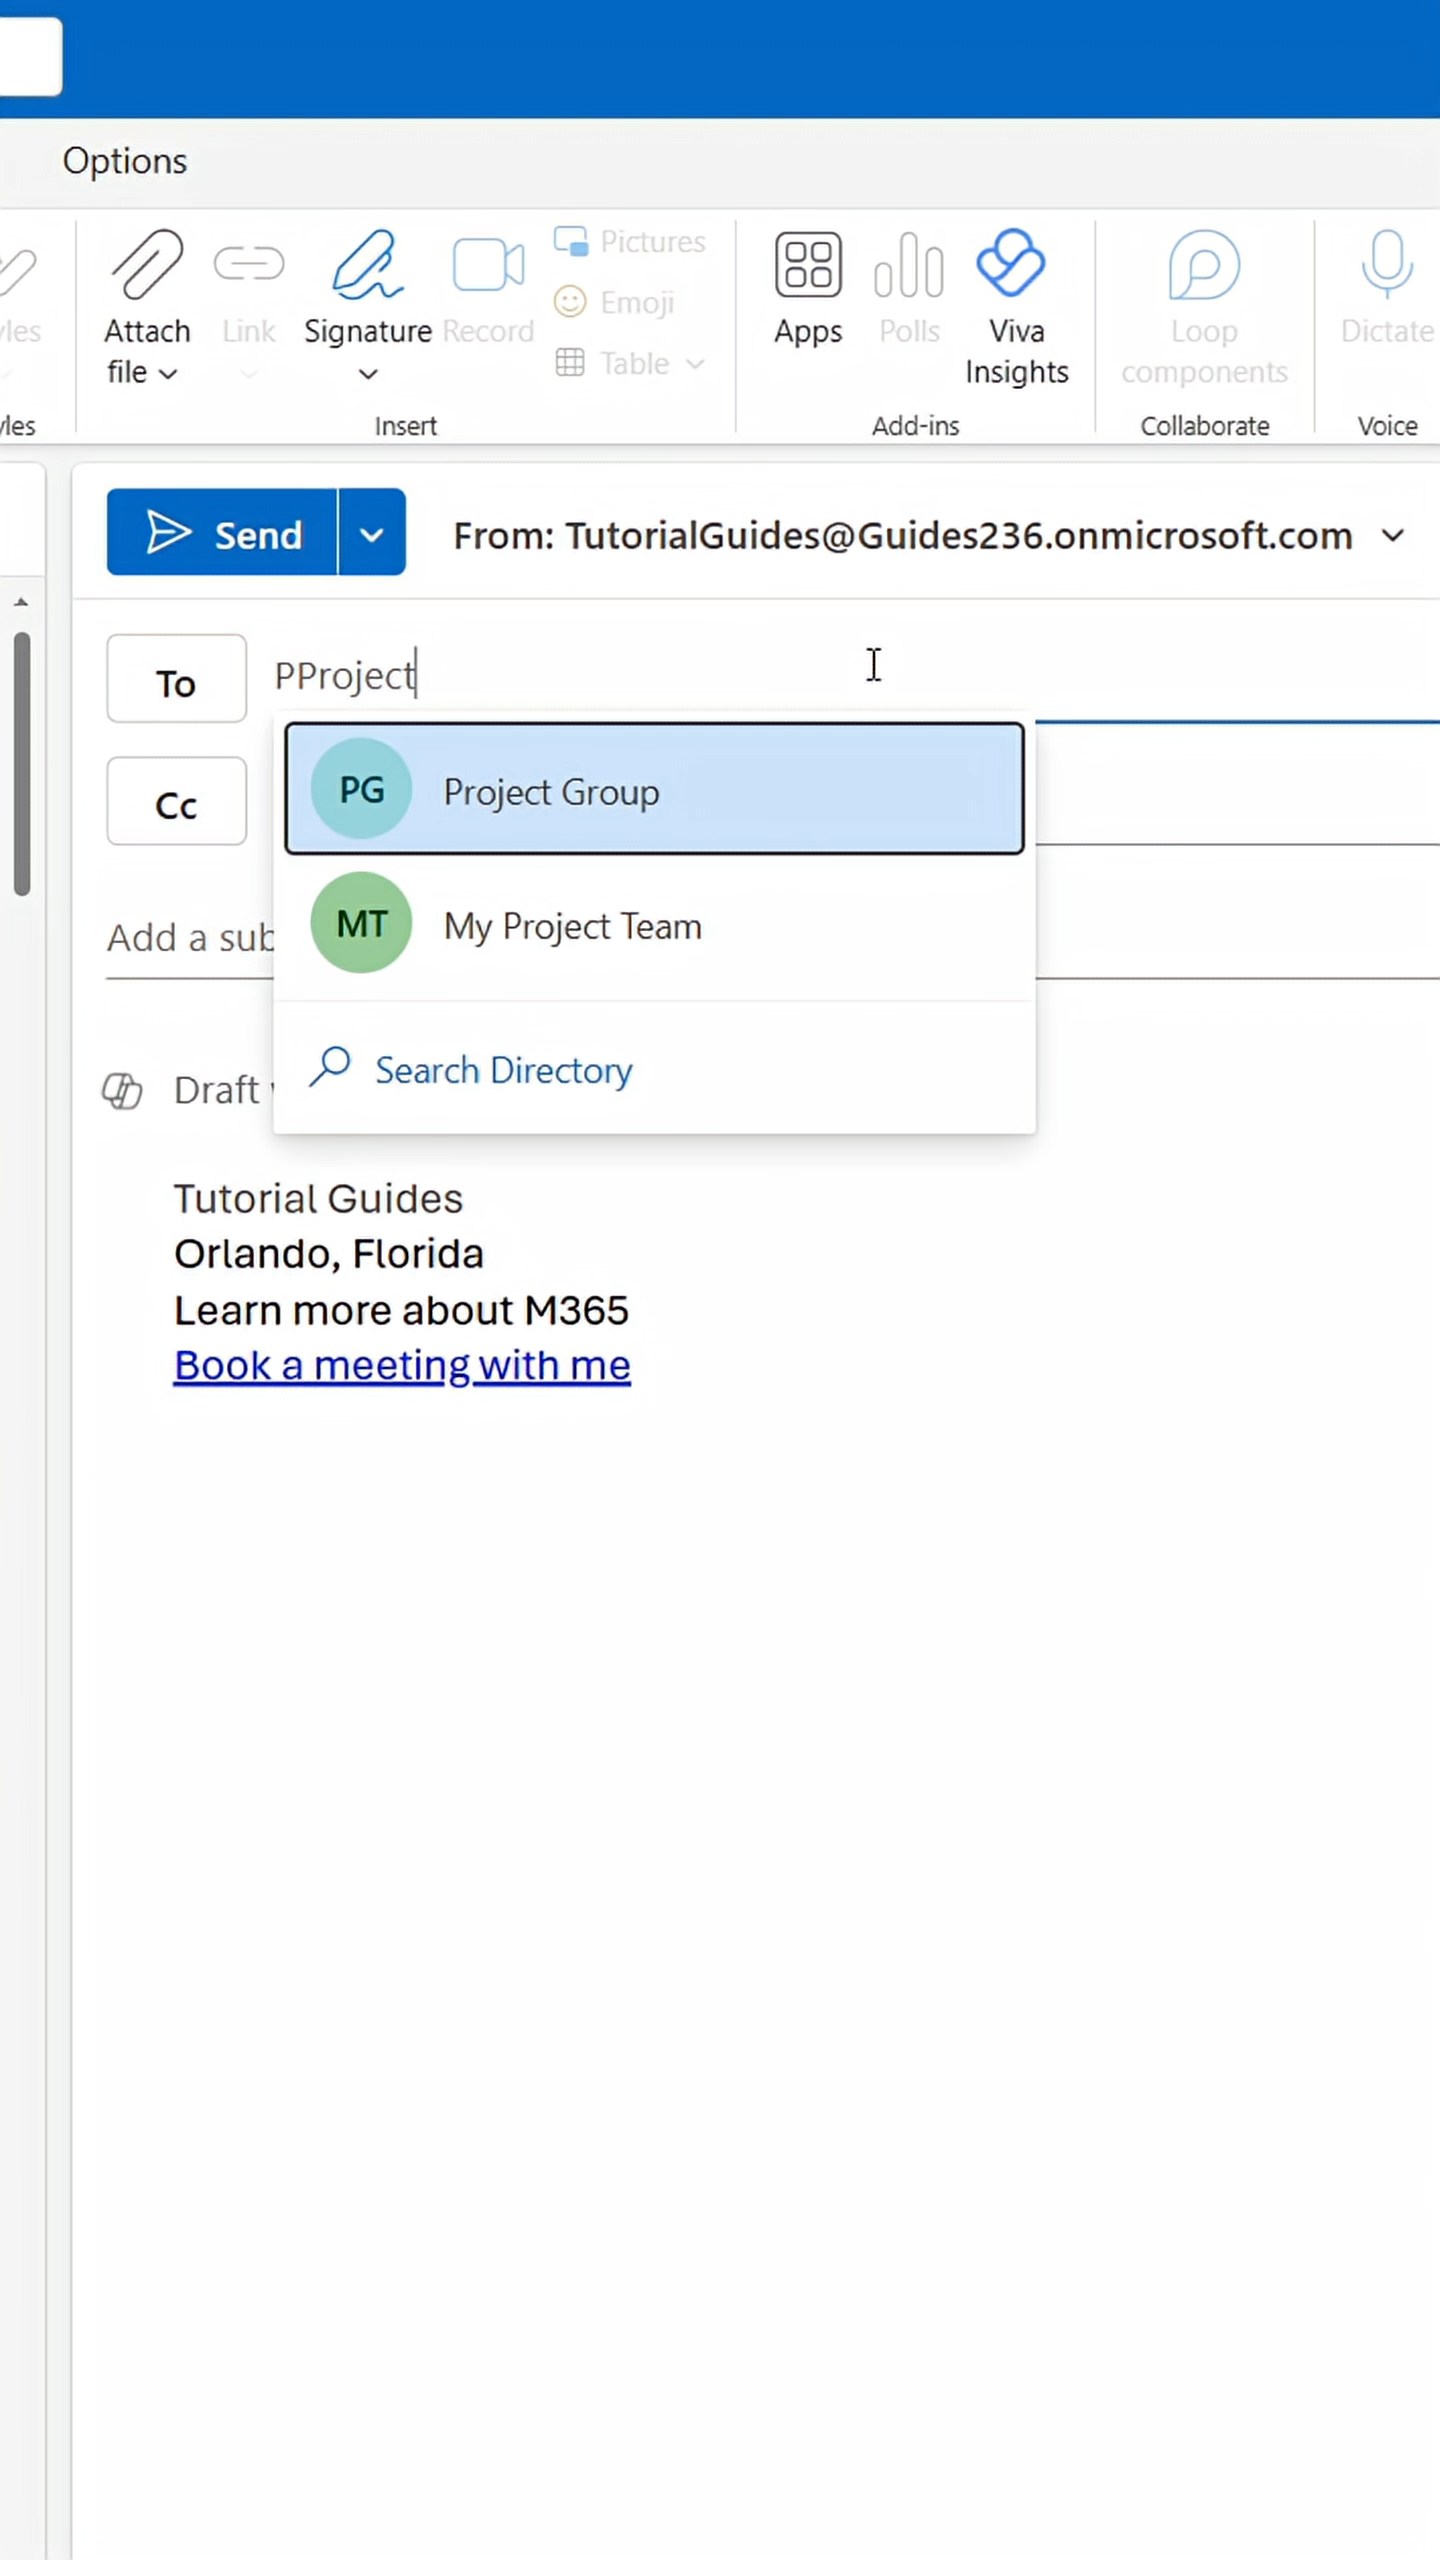 Options
Attach file
Link
Signature
Record
Pictures
Emoji
Table
Insert
Apps
Polls
Viva Insights
Add-ins
Loop components
Collaborate
Dictate
Voice
Send
From: TutorialGuides@Guides236.onmicrosoft.com
To
PProject
PG
Project Group
Cc
MT
My Project Team
Add a sub
Search Directory
Draft
Tutorial Guides
Orlando, Florida
Learn more about M365
Book a meeting with me